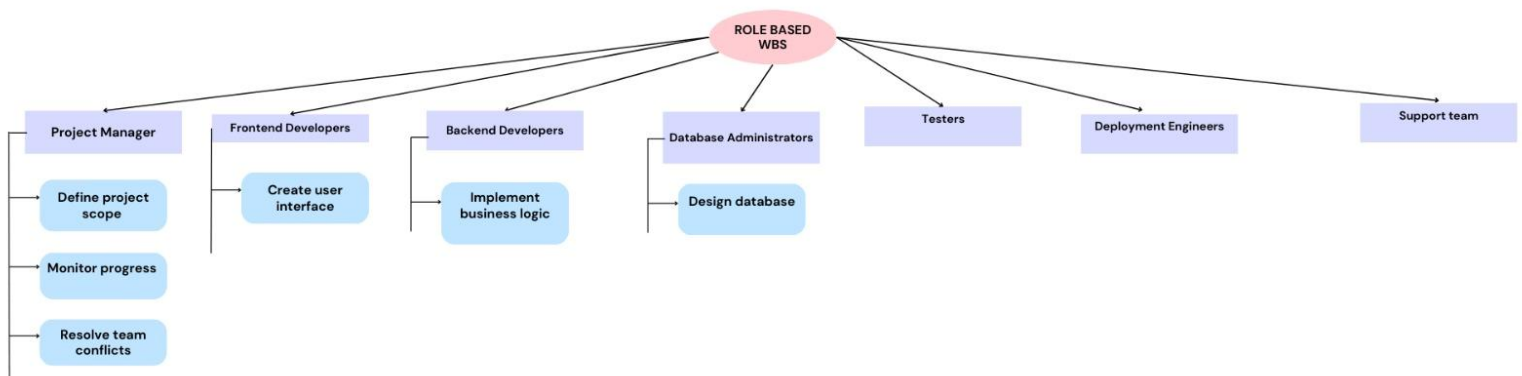 ROLE BASED
WBS
Project Manager
Frontend Developers
Backend Developers
Database Administrators
Testers
Deployment Engineers
Support team
Define project
scope
Create user
interface
Implement
business logic
Design database
Monitor progress
Resolve team
conflicts